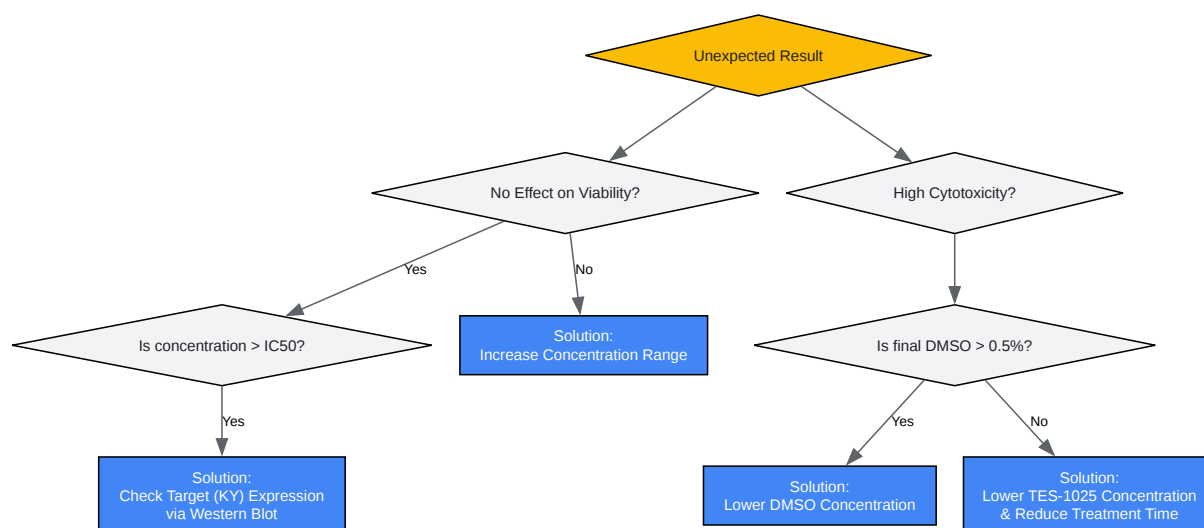 Unexpected Result
No Effect on Viability?
High Cytotoxicity?
Yes
No
Is concentration > IC50?
Solution:
Increase Concentration Range
Is final DMSO > 0.5%?
Yes
Yes
No
Solution:
Check Target (KY) Expression
via Western Blot
Solution:
Lower DMSO Concentration
Solution:
Lower TES-1025 Concentration
& Reduce Treatment Time